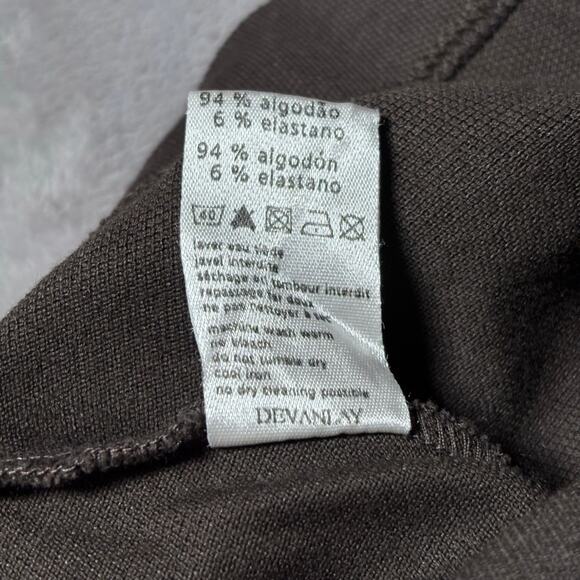 94 % algodão
6 % elastano
94 % algodón
6 % elastano
40
laver eau tiede
javel interdite
séchage en tambour interdit
repassage fer doux
ne pas nettoyer à sec
machine wash warm
no bleach
do not tumble dry
cool iron
no dry cleaning possible
DEVANLAY